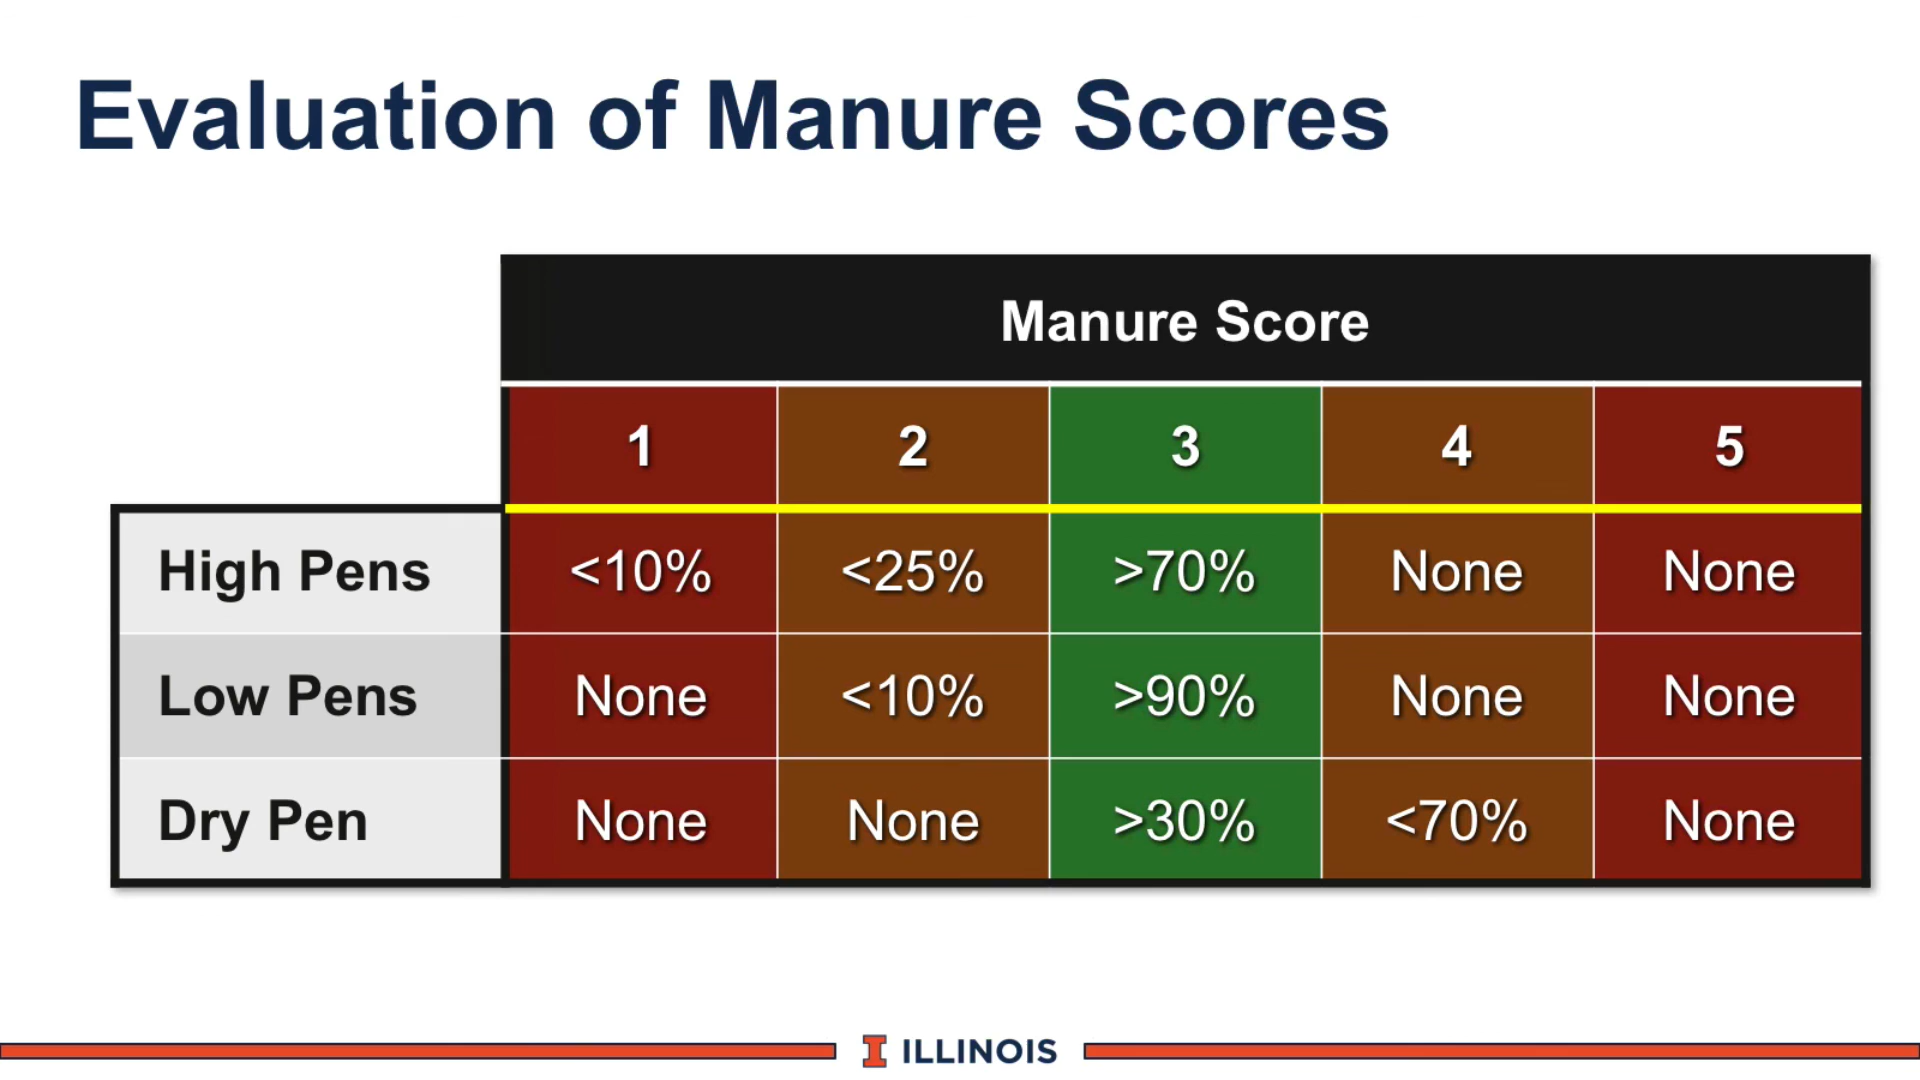 Evaluation of Manure Scores
Manure Score
1 2 3 4 5
High Pens <10% <25% >70% None None
Low Pens None <10% >90% None None
Dry Pen None None >30% <70% None
I ILLINOIS